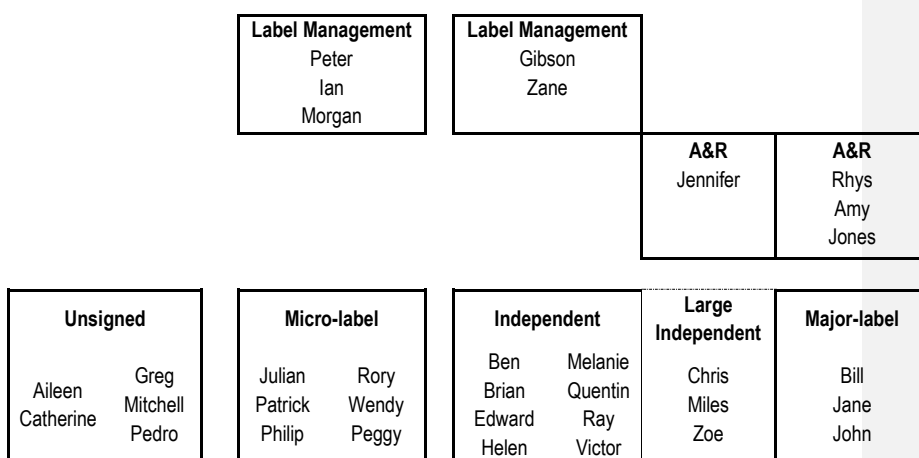 Label Management
Peter
Ian
Morgan
Label Management
Gibson
Zane
A&R
Jennifer
A&R
Rhys
Amy
Jones
Unsigned
Aileen
Catherine
Greg
Mitchell
Pedro
Micro-label
Julian
Patrick
Philip
Rory
Wendy
Peggy
Independent
Ben
Brian
Edward
Helen
Melanie
Quentin
Ray
Victor
Large
Independent
Chris
Miles
Zoe
Major-label
Bill
Jane
John